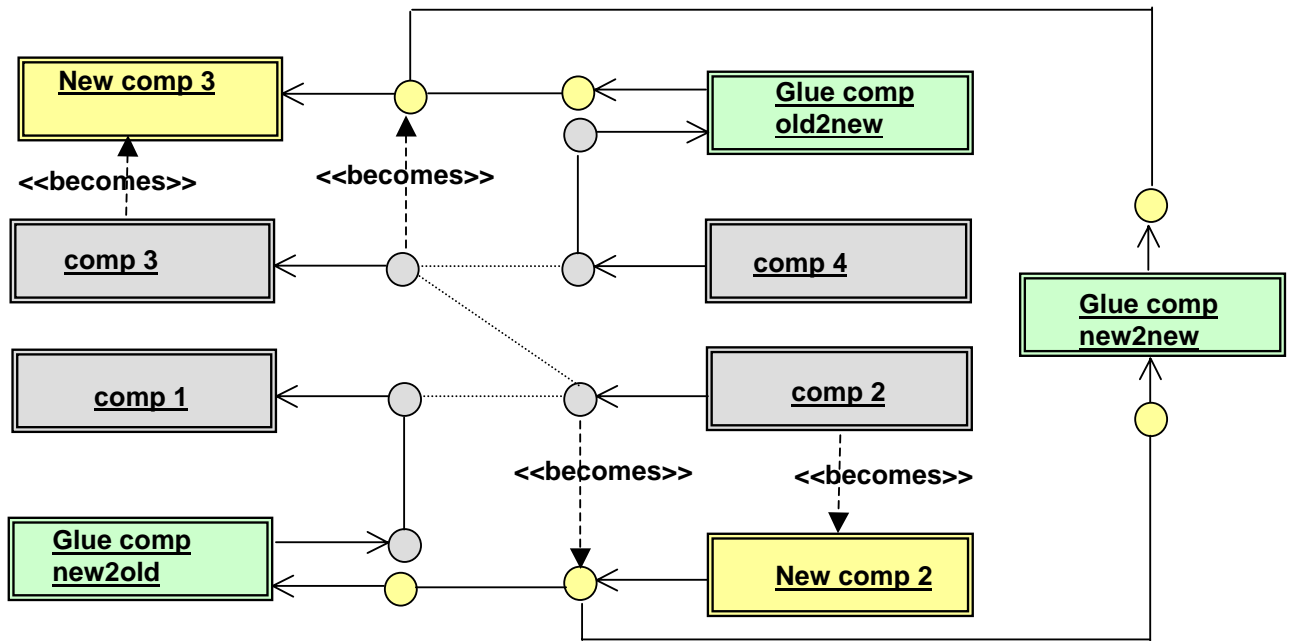 New comp 3
Glue comp
old2new
<<becomes>>
<<becomes>>
comp 3
comp 4
Glue comp
new2new
comp 1
comp 2
<<becomes>>
<<becomes>>
Glue comp
new2old
New comp 2